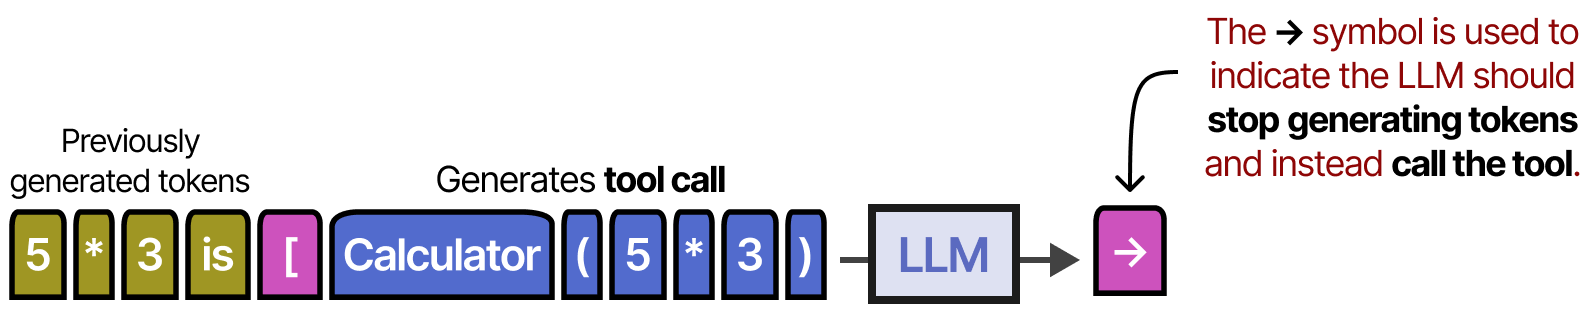 The → symbol is used to
indicate the LLM should
stop generating tokens
and instead call the tool.
Previously
generated tokens
Generates tool call
5 * 3 is [ Calculator ( 5 * 3 ) LLM →